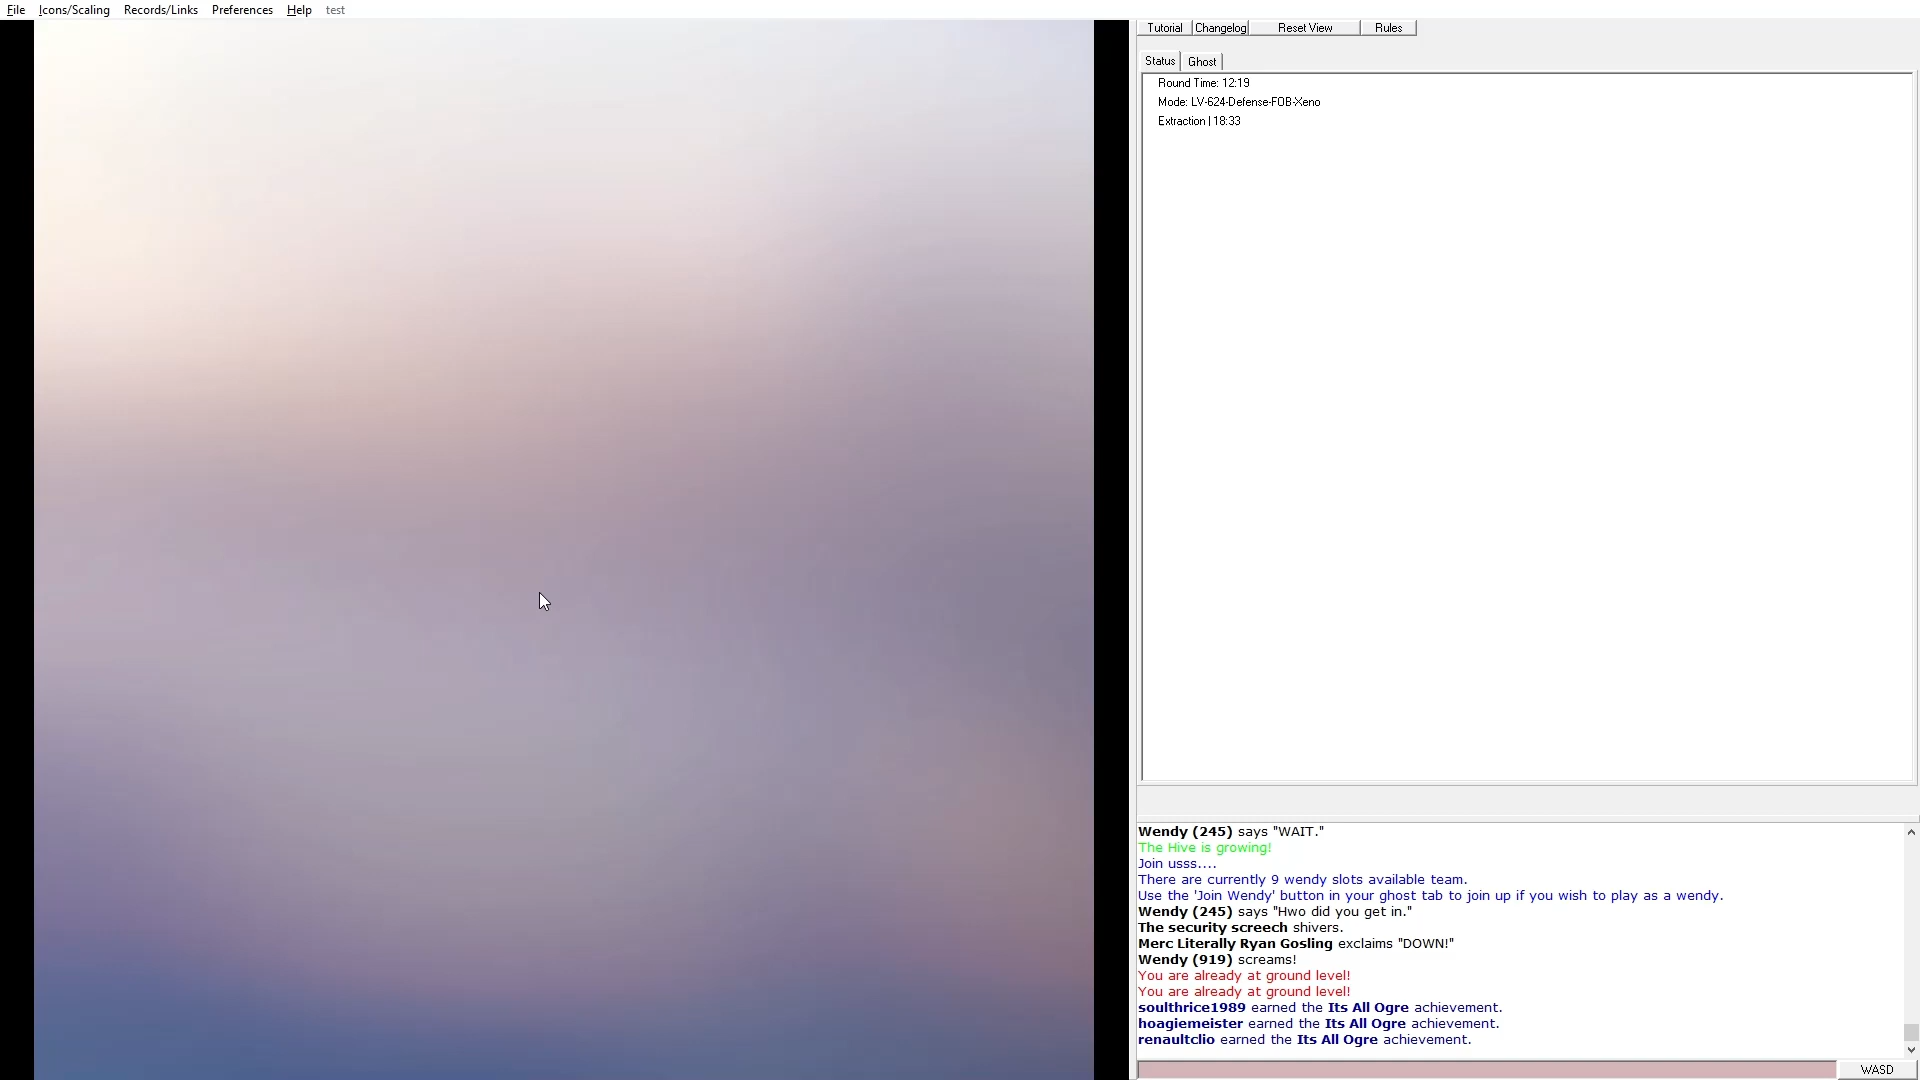 File Icons/Scaling Records/Links Preferences Help test
Tutorial Changelog Reset View Rules
Status Ghost
Round Time: 12:19
Mode: LV-624-Defense-FOB-Xeno
Extraction | 18:33
Wendy (245) says "WAIT."
The Hive is growing!
Join usss....
There are currently 9 wendy slots available team.
Use the 'Join Wendy' button in your ghost tab to join up if you wish to play as a wendy.
Wendy (245) says "Hwo did you get in."
The security screech shivers.
Merc Literally Ryan Gosling exclaims "DOWN!"
Wendy (919) screams!
You are already at ground level!
You are already at ground level!
soulthrice1989 earned the Its All Ogre achievement.
hoagiemeister earned the Its All Ogre achievement.
renaultclio earned the Its All Ogre achievement.
WASD